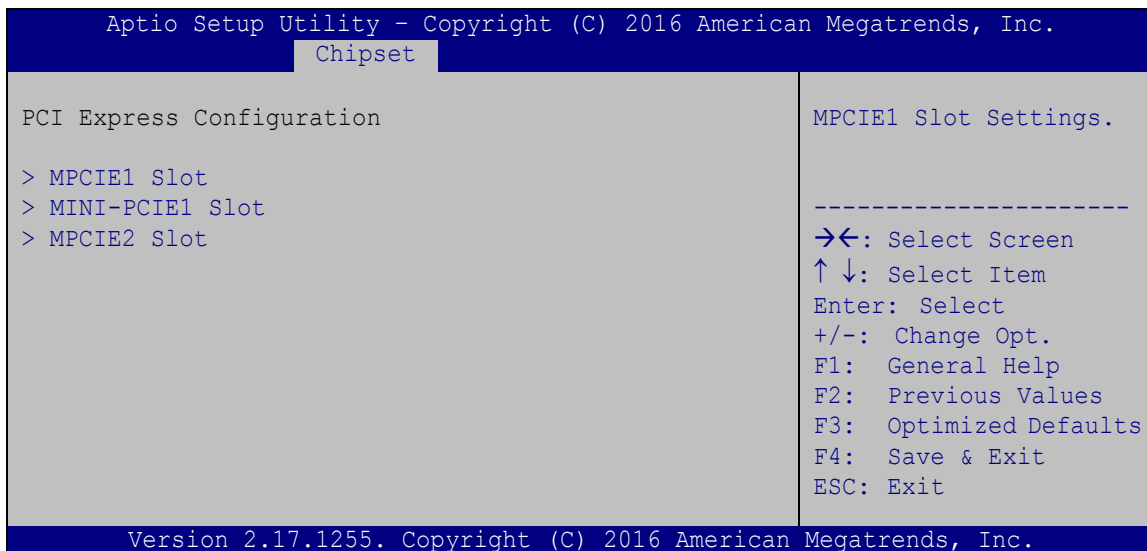 Aptio Setup Utility – Copyright (C) 2016 American Megatrends, Inc.
Chipset
PCI Express Configuration
> MPCIE1 Slot
> MINI-PCIE1 Slot
> MPCIE2 Slot
MPCIE1 Slot Settings.
----------------------
→←: Select Screen
↑ ↓: Select Item
Enter: Select
+/-: Change Opt.
F1: General Help
F2: Previous Values
F3: Optimized Defaults
F4: Save & Exit
ESC: Exit
Version 2.17.1255. Copyright (C) 2016 American Megatrends, Inc.